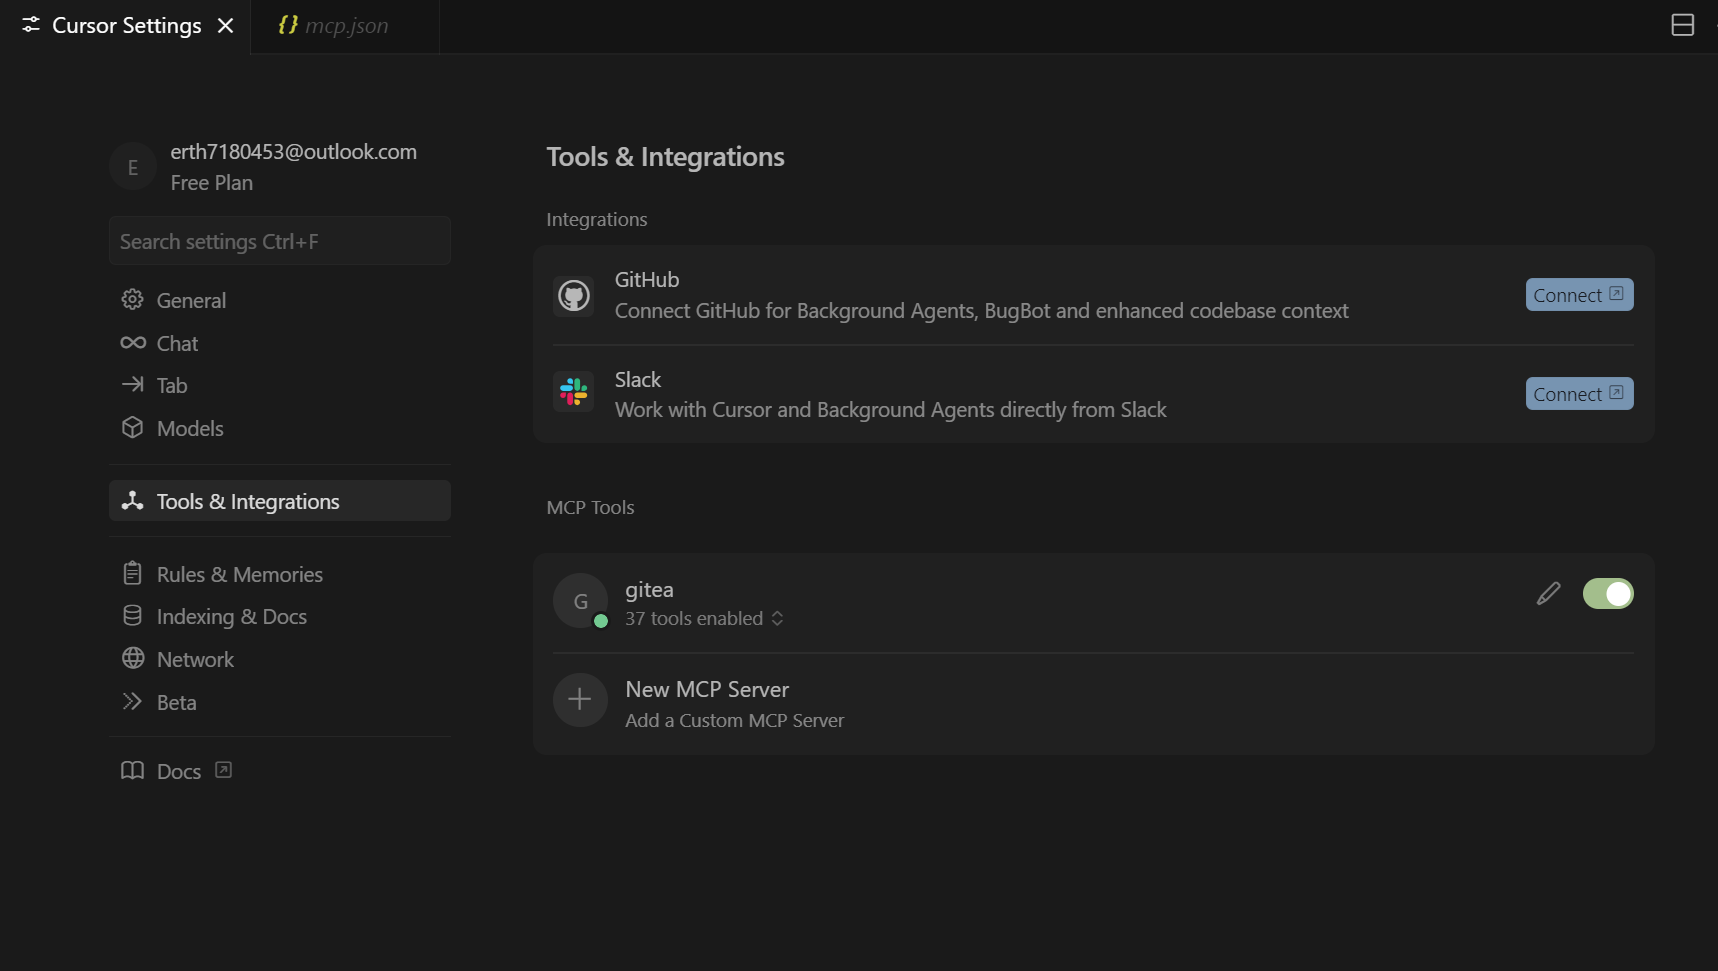 Cursor Settings
{} mcp.json
E
erth7180453@outlook.com
Free Plan
Search settings Ctrl+F
General
Chat
Tab
Models
Tools & Integrations
Rules & Memories
Indexing & Docs
Network
Beta
Docs
Tools & Integrations
Integrations
GitHub
Connect GitHub for Background Agents, BugBot and enhanced codebase context
Connect
Slack
Work with Cursor and Background Agents directly from Slack
Connect
MCP Tools
G
gitea
37 tools enabled
New MCP Server
Add a Custom MCP Server